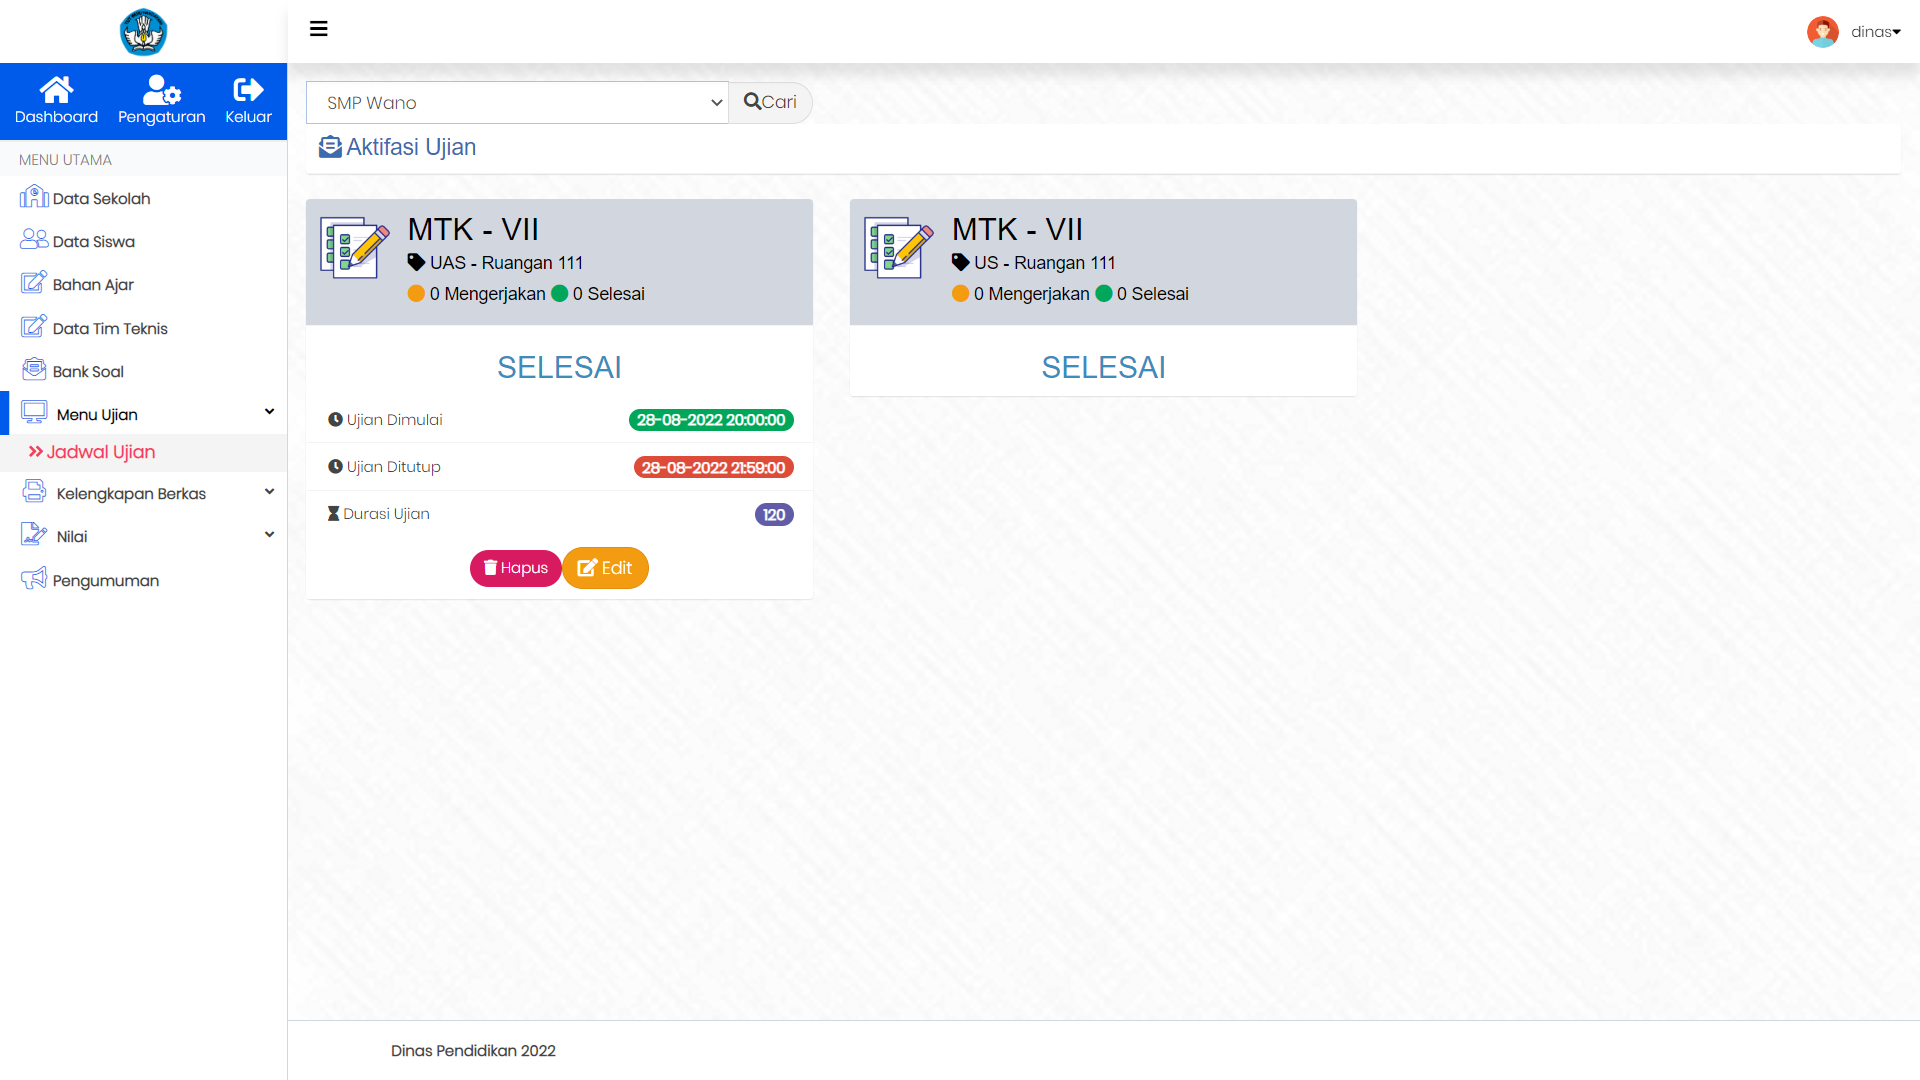 dinas
Dashboard
Pengaturan
Keluar
MENU UTAMA
Data Sekolah
Data Siswa
Bahan Ajar
Data Tim Teknis
Bank Soal
Menu Ujian
Jadwal Ujian
Kelengkapan Berkas
Nilai
Pengumuman
SMP Wano
Cari
Aktifasi Ujian
MTK - VII
UAS - Ruangan 111
0 Mengerjakan 0 Selesai
SELESAI
Ujian Dimulai 28-08-2022 20:00:00
Ujian Ditutup 28-08-2022 21:59:00
Durasi Ujian 120
Hapus Edit
MTK - VII
US - Ruangan 111
0 Mengerjakan 0 Selesai
SELESAI
Dinas Pendidikan 2022